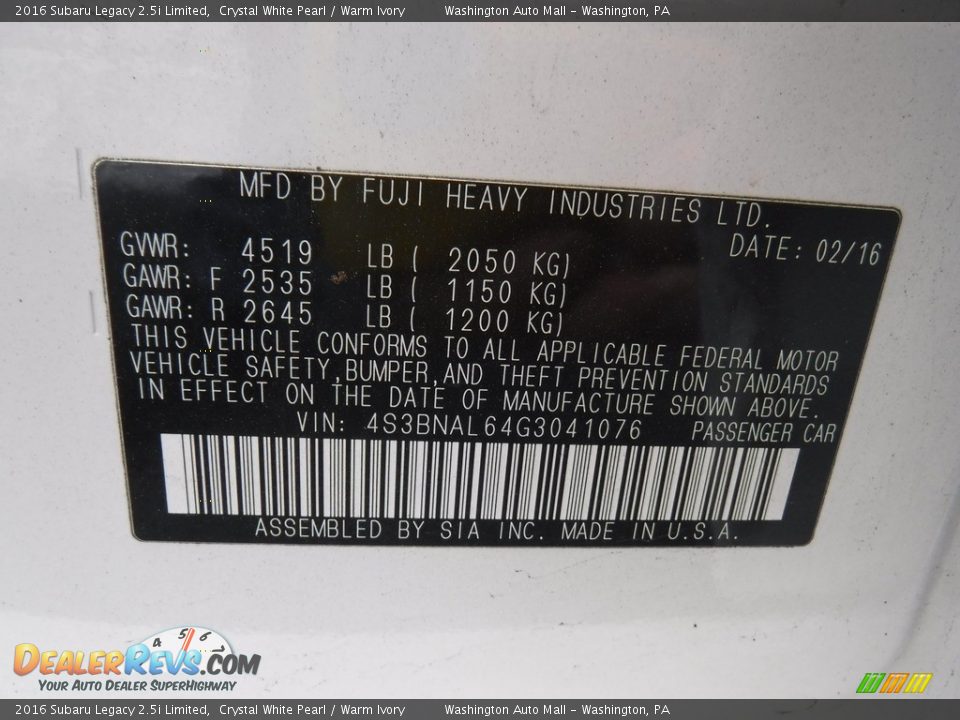 2016 Subaru Legacy 2.5i Limited, Crystal White Pearl / Warm Ivory Washington Auto Mall - Washington, PA
MFD BY FUJI HEAVY INDUSTRIES LTD.
DATE: 02/16
GVWR: 4519 LB ( 2050 KG)
GAWR: F 2535 LB ( 1150 KG)
GAWR: R 2645 LB ( 1200 KG)
THIS VEHICLE CONFORMS TO ALL APPLICABLE FEDERAL MOTOR
VEHICLE SAFETY,BUMPER,AND THEFT PREVENTION STANDARDS
IN EFFECT ON THE DATE OF MANUFACTURE SHOWN ABOVE.
VIN: 4S3BNAL64G3041076 PASSENGER CAR
ASSEMBLED BY SIA INC. MADE IN U.S.A.
4 5 6
DEALERREVS.COM
YOUR AUTO DEALER SUPERHIGHWAY
2016 Subaru Legacy 2.5i Limited, Crystal White Pearl / Warm Ivory Washington Auto Mall - Washington, PA